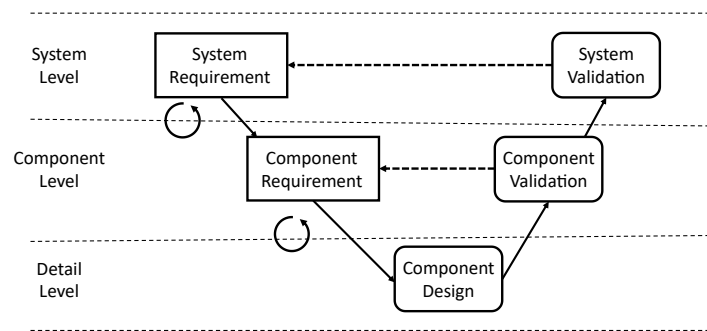 System
Level
System
Requirement
System
Validation
Component
Level
Component
Requirement
Component
Validation
Detail
Level
Component
Design